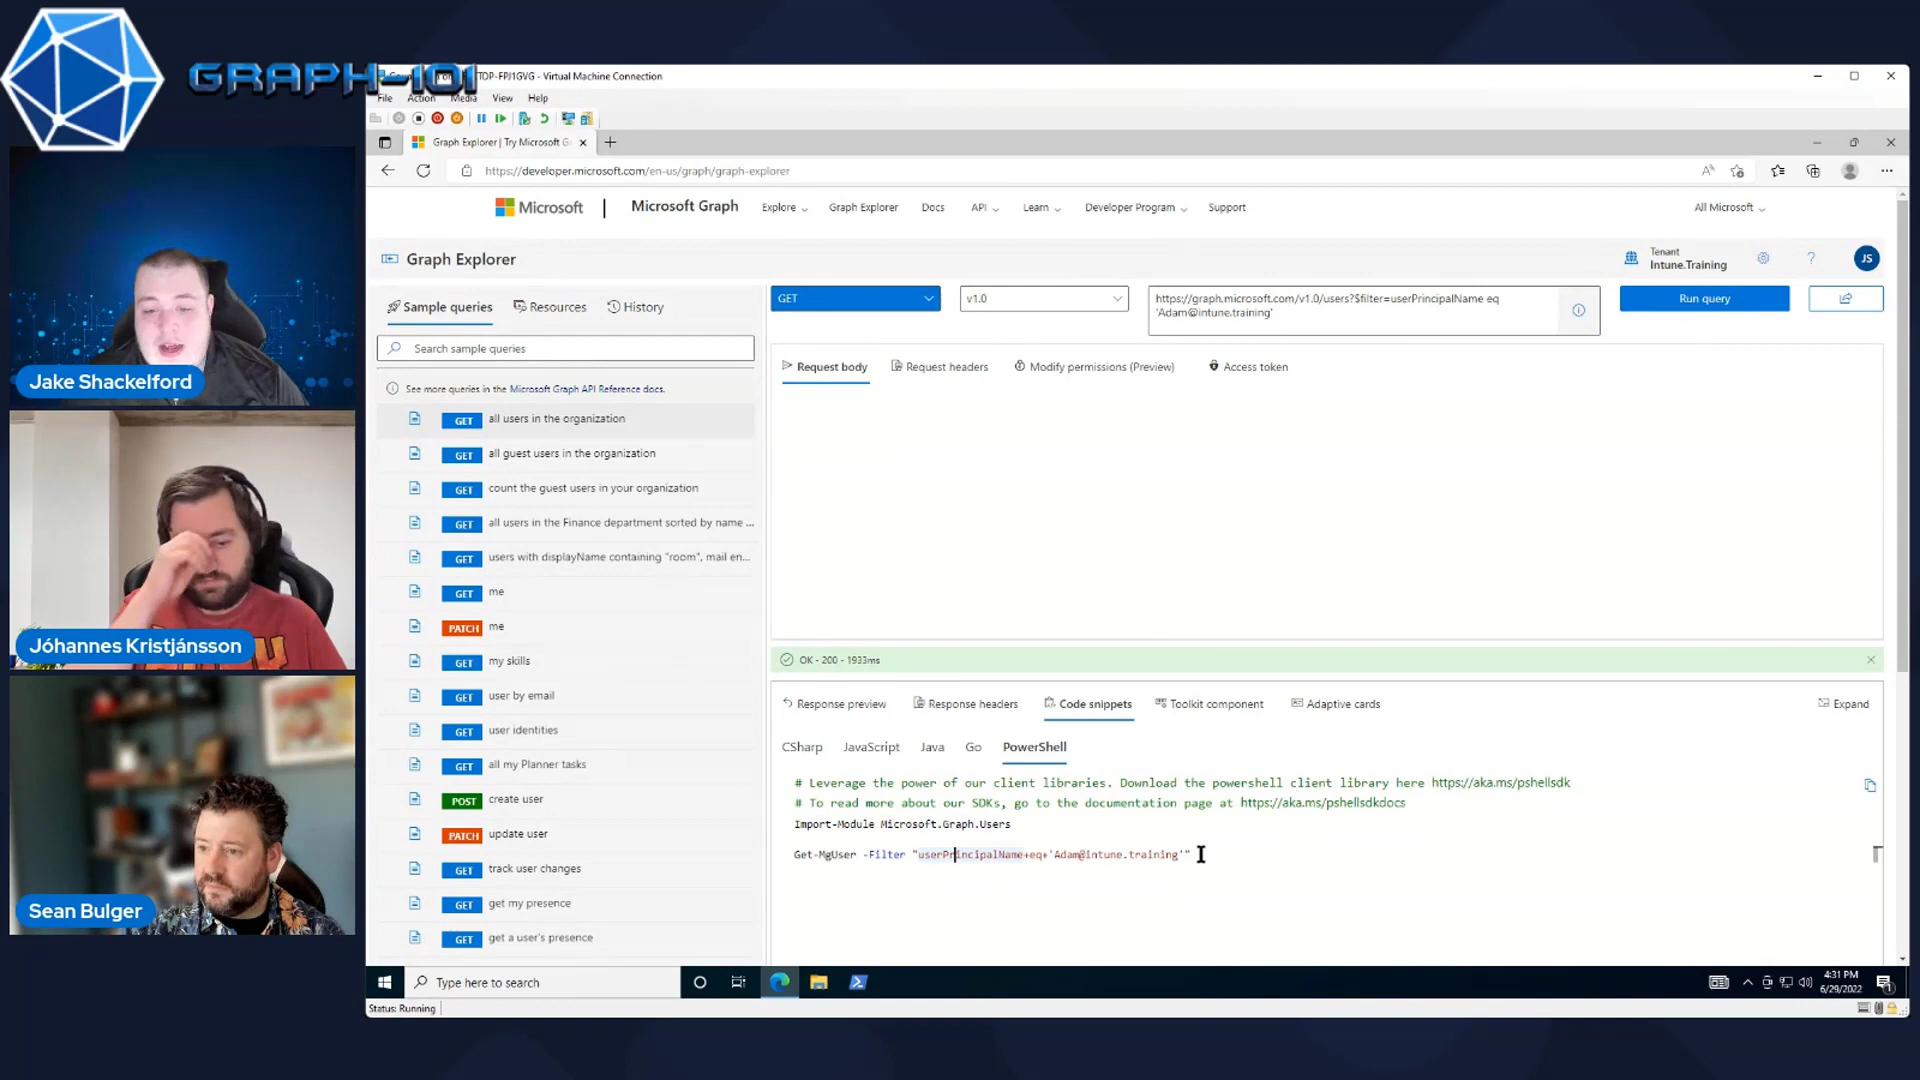 GRAPH-101
TOP-FPJ1GVG - Virtual Machine Connection
File Action Media View Help
Graph Explorer | Try Microsoft G
https://developer.microsoft.com/en-us/graph/graph-explorer
Microsoft | Microsoft Graph Explore Graph Explorer Docs API Learn Developer Program Support All Microsoft
Graph Explorer
Tenant
Intune.Training
JS
Sample queries Resources History
GET v1.0
https://graph.microsoft.com/v1.0/users?$filter=userPrincipalName eq
'Adam@intune.training'
Run query
Search sample queries
See more queries in the Microsoft Graph API Reference docs.
GET all users in the organization
GET all guest users in the organization
GET count the guest users in your organization
GET all users in the Finance department sorted by name ...
GET users with displayName containing "room", mail en...
GET me
PATCH me
GET my skills
GET user by email
GET user identities
GET all my Planner tasks
POST create user
PATCH update user
GET track user changes
GET get my presence
GET get a user's presence
Request body Request headers Modify permissions (Preview) Access token
OK - 200 - 1933ms
Response preview Response headers Code snippets Toolkit component Adaptive cards Expand
CSharp JavaScript Java Go PowerShell
# Leverage the power of our client libraries. Download the powershell client library here https://aka.ms/pshellsdk
# To read more about our SDKs, go to the documentation page at https://aka.ms/pshellsdkdocs
Import-Module Microsoft.Graph.Users
Get-MgUser -Filter "userPrincipalName+eq+'Adam@intune.training'"
Type here to search
4:31 PM
6/29/2022
Status: Running
Jake Shackelford
Jóhannes Kristjánsson
Sean Bulger